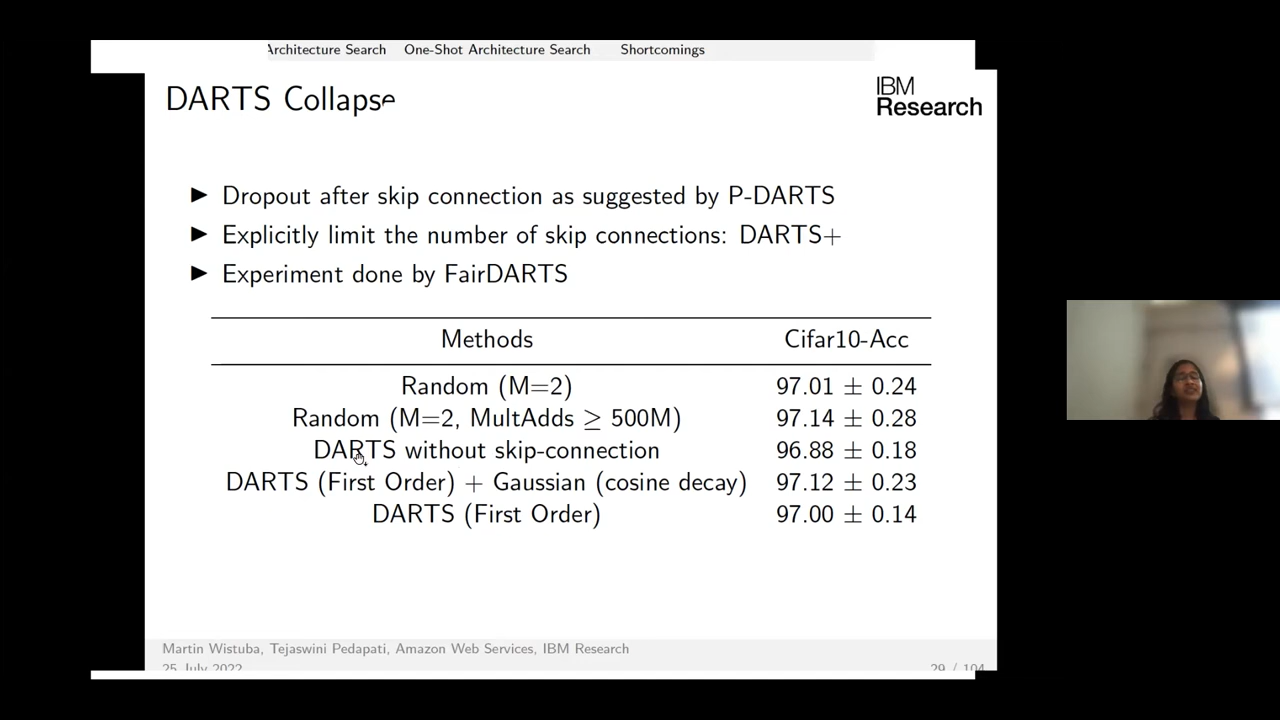 Architecture Search One-Shot Architecture Search Shortcomings
DARTS Collapse
IBM
Research
► Dropout after skip connection as suggested by P-DARTS
► Explicitly limit the number of skip connections: DARTS+
► Experiment done by FairDARTS
Methods Cifar10-Acc
Random (M=2) 97.01 ± 0.24
Random (M=2, MultAdds ≥ 500M) 97.14 ± 0.28
DARTS without skip-connection 96.88 ± 0.18
DARTS (First Order) + Gaussian (cosine decay) 97.12 ± 0.23
DARTS (First Order) 97.00 ± 0.14
Martin Wistuba, Tejaswini Pedapati, Amazon Web Services, IBM Research
25 July 2022 29 / 104